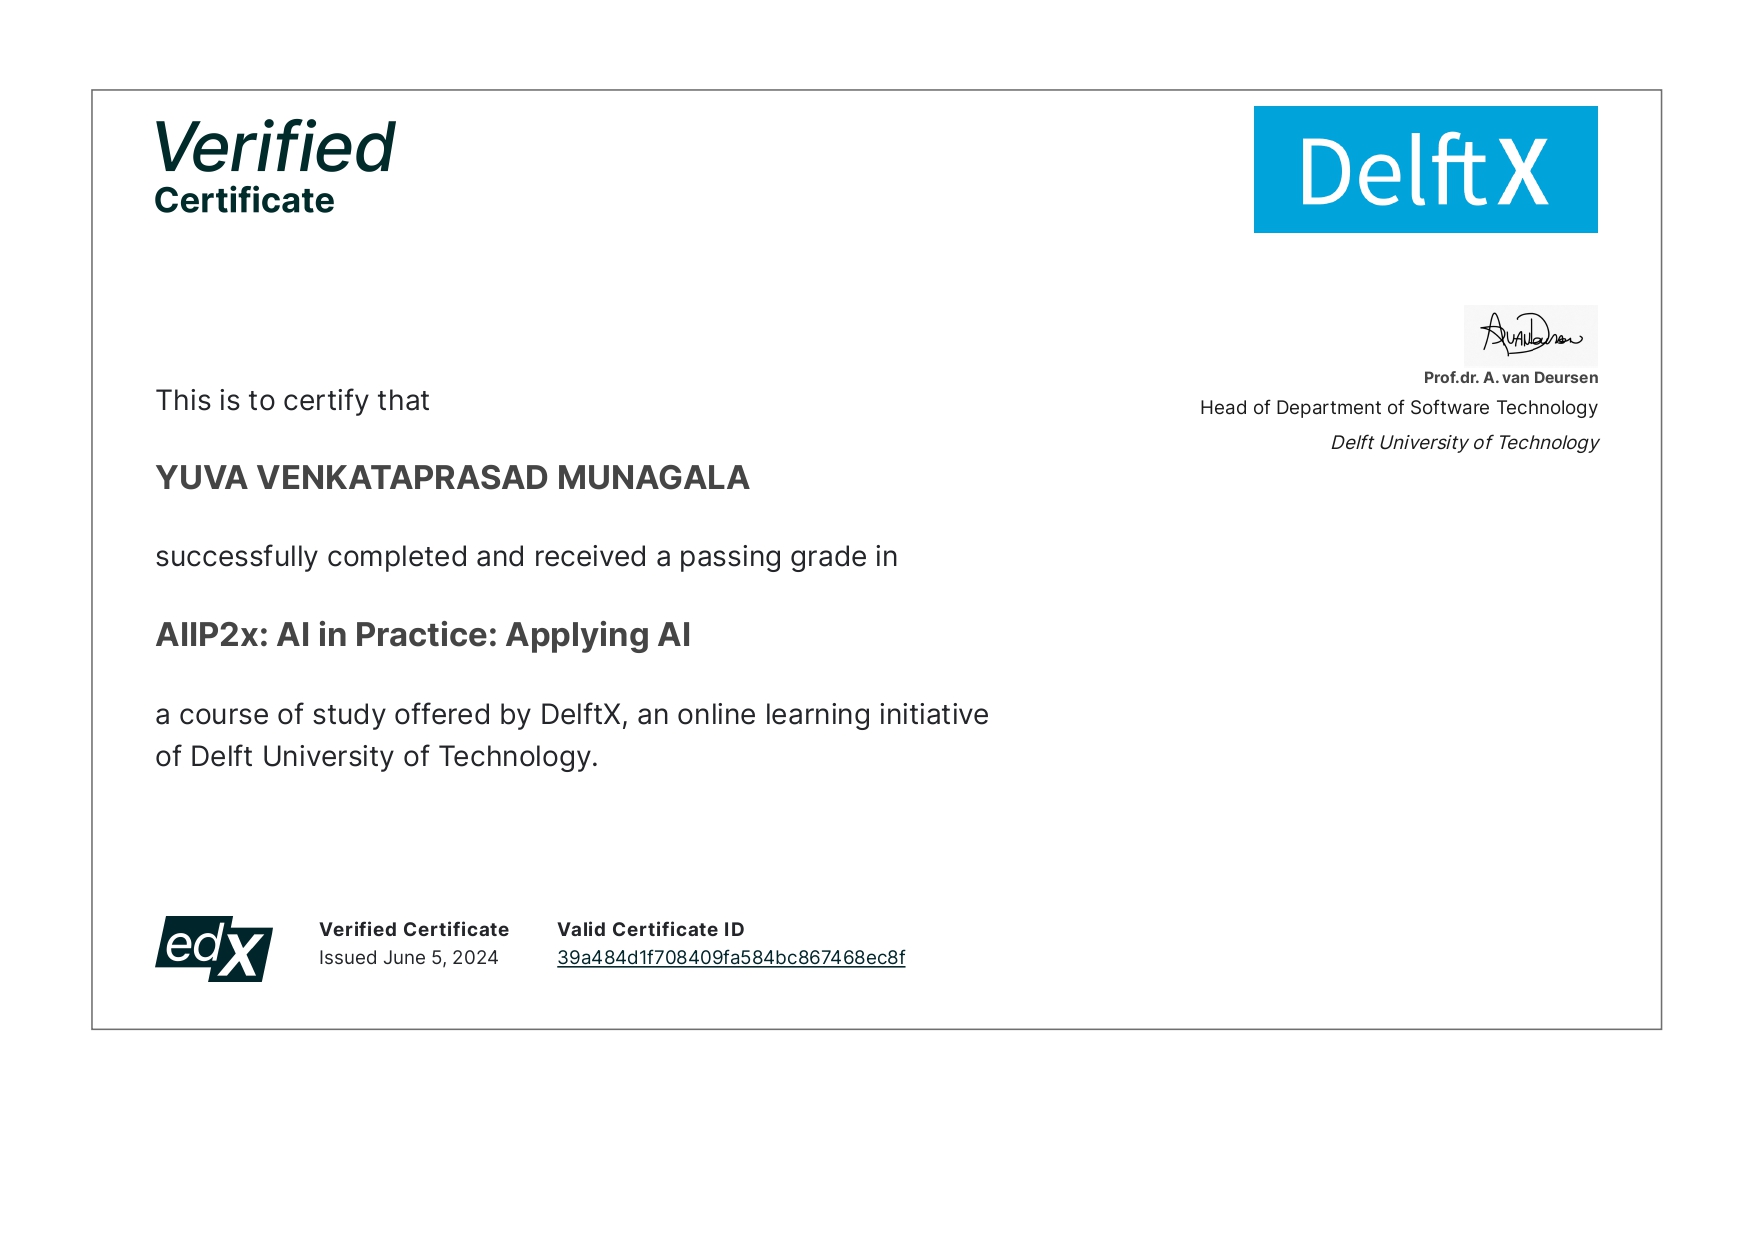 Verified
Certificate
DelftX
Prof.dr. A. van Deursen
Head of Department of Software Technology
Delft University of Technology
This is to certify that
YUVA VENKATAPRASAD MUNAGALA
successfully completed and received a passing grade in
AIIP2x: AI in Practice: Applying AI
a course of study offered by DelftX, an online learning initiative
of Delft University of Technology.
edX
Verified Certificate
Issued June 5, 2024
Valid Certificate ID
39a484d1f708409fa584bc867468ec8f